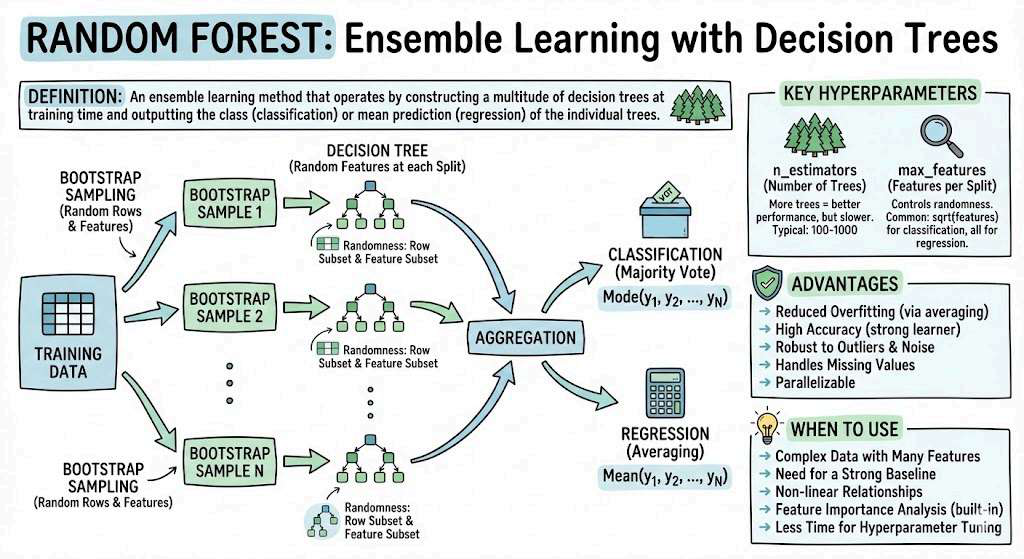 RANDOM FOREST: Ensemble Learning with Decision Trees
DEFINITION: An ensemble learning method that operates by constructing a multitude of decision trees at
training time and outputting the class (classification) or mean prediction (regression) of the individual trees.
BOOTSTRAP
SAMPLING
(Random Rows
& Features)
TRAINING
DATA
BOOTSTRAP
SAMPLING
(Random Rows & Features)
BOOTSTRAP
SAMPLE 1
BOOTSTRAP
SAMPLE 2
BOOTSTRAP
SAMPLE N
DECISION TREE
(Random Features at each Split)
Randomness: Row
Subset & Feature Subset
Randomness: Row
Subset & Feature Subset
Randomness:
Row Subset &
Feature Subset
AGGREGATION
VOT
CLASSIFICATION
(Majority Vote)
Mode(y₁, y₂, ..., yN)
REGRESSION
(Averaging)
Mean(y₁, y₂, ..., yN)
KEY HYPERPARAMETERS
n_estimators
(Number of Trees)
More trees = better
performance, but slower.
Typical: 100-1000
max_features
(Features per Split)
Controls randomness.
Common: sqrt(features)
for classification, all for
regression.
ADVANTAGES
→ Reduced Overfitting (via averaging)
→ High Accuracy (strong learner)
→ Robust to Outliers & Noise
→ Handles Missing Values
→ Parallelizable
WHEN TO USE
→ Complex Data with Many Features
→ Need for a Strong Baseline
→ Non-linear Relationships
→ Feature Importance Analysis (built-in)
→ Less Time for Hyperparameter Tuning